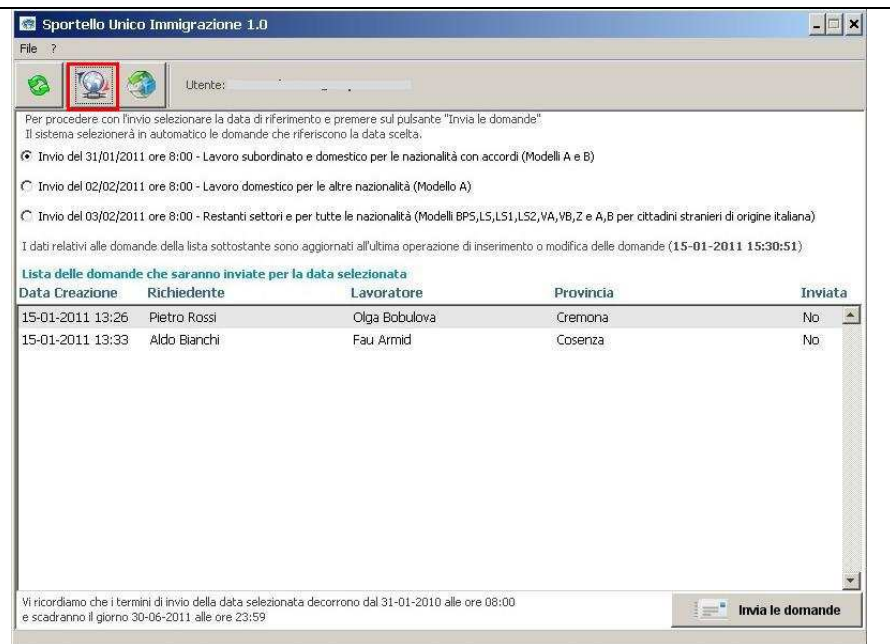 Sportello Unico Immigrazione 1.0
File ?
Utente:
Per procedere con l'invio selezionare la data di riferimento e premere sul pulsante "Invia le domande"
Il sistema selezionerà in automatico le domande che riferiscono la data scelta.
Invio del 31/01/2011 ore 8:00 - Lavoro subordinato e domestico per le nazionalità con accordi (Modelli A e B)
Invio del 02/02/2011 ore 8:00 - Lavoro domestico per le altre nazionalità (Modello A)
Invio del 03/02/2011 ore 8:00 - Restanti settori e per tutte le nazionalità (Modelli BPS,LS,LS1,LS2,VA,VB,Z e A,B per cittadini stranieri di origine italiana)
I dati relativi alle domande della lista sottostante sono aggiornati all'ultima operazione di inserimento o modifica delle domande (15-01-2011 15:30:51)
Lista delle domande che saranno inviate per la data selezionata
Data Creazione Richiedente Lavoratore Provincia Inviata
15-01-2011 13:26 Pietro Rossi Olga Bobulova Cremona No
15-01-2011 13:33 Aldo Bianchi Fau Armid Cosenza No
Vi ricordiamo che i termini di invio della data selezionata decorrono dal 31-01-2010 alle ore 08:00
e scadranno il giorno 30-06-2011 alle ore 23:59
Invia le domande